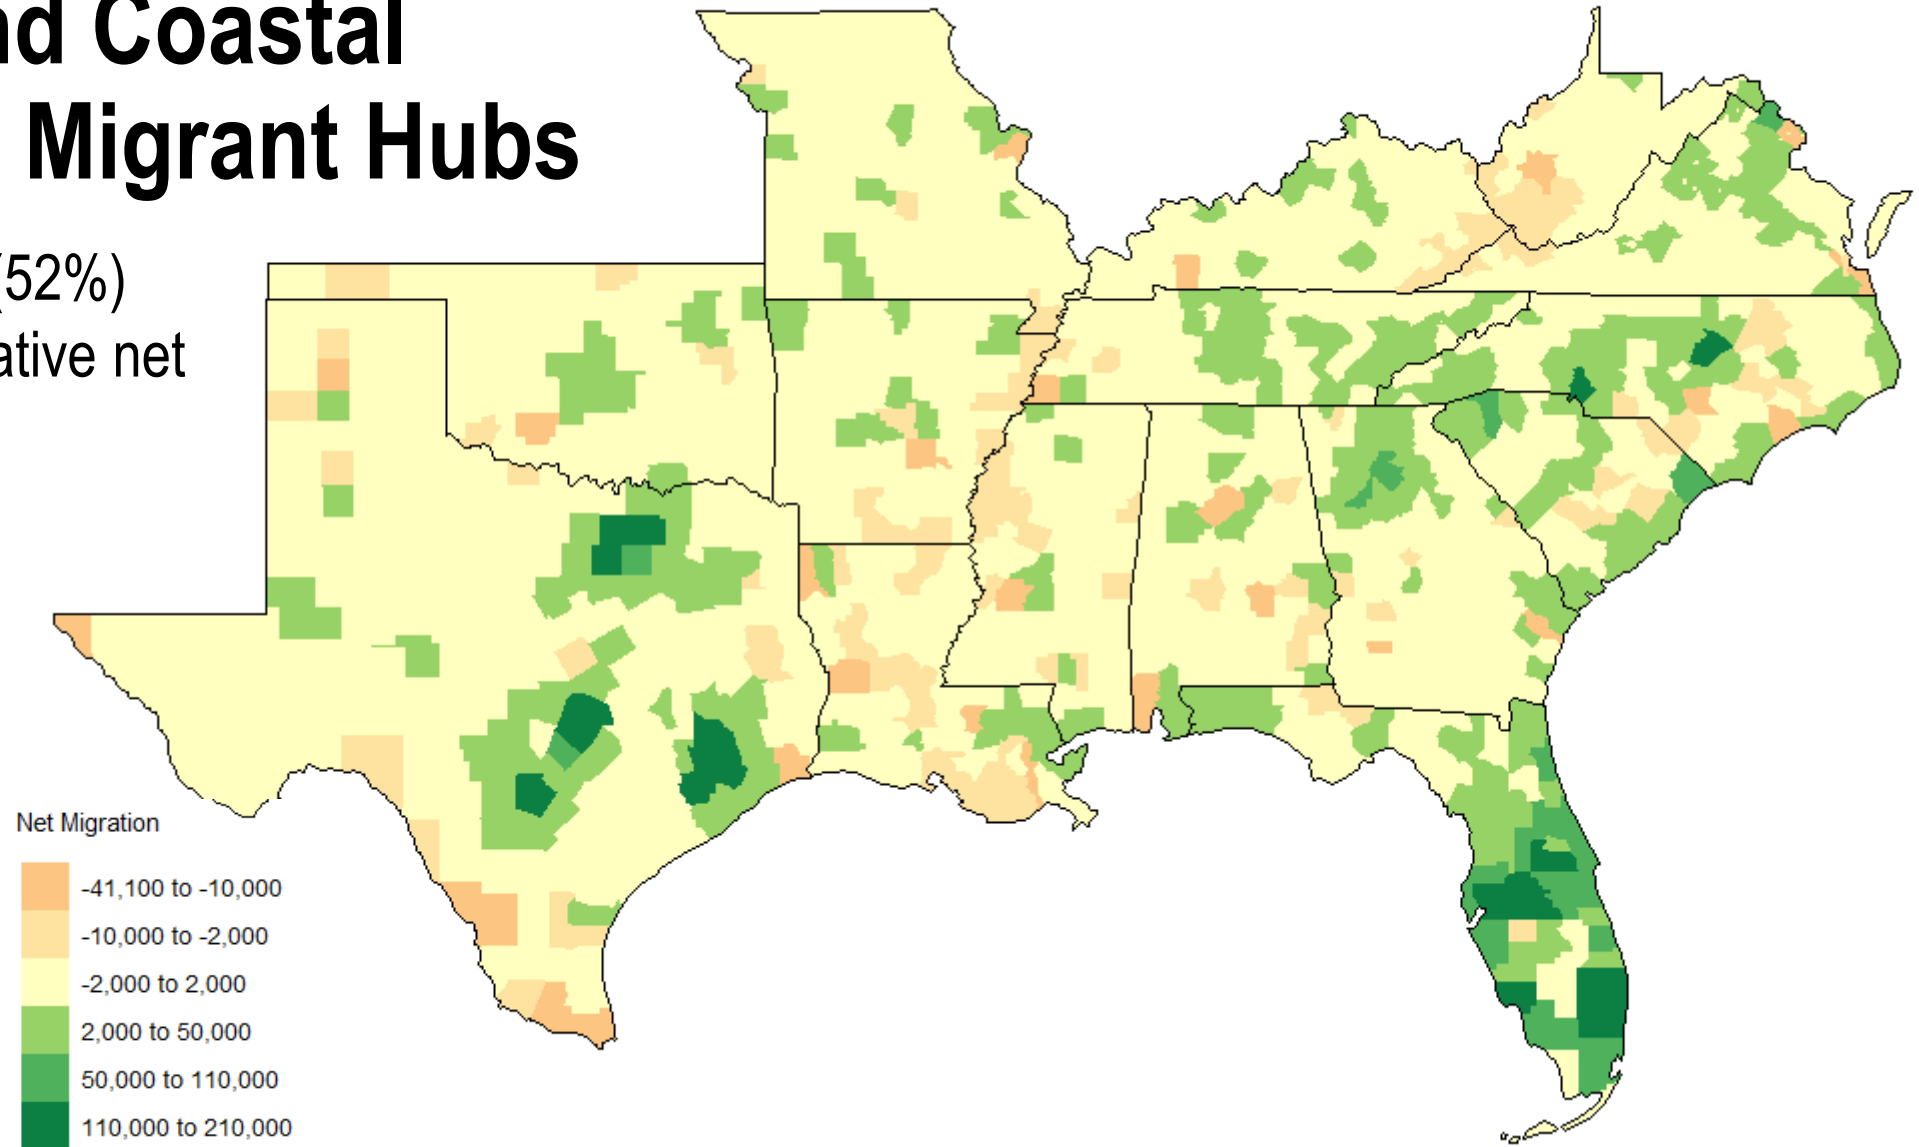 nd Coastal
Migrant Hubs
(52%)
ative net
Net Migration
-41,100 to -10,000
-10,000 to -2,000
-2,000 to 2,000
2,000 to 50,000
50,000 to 110,000
110,000 to 210,000